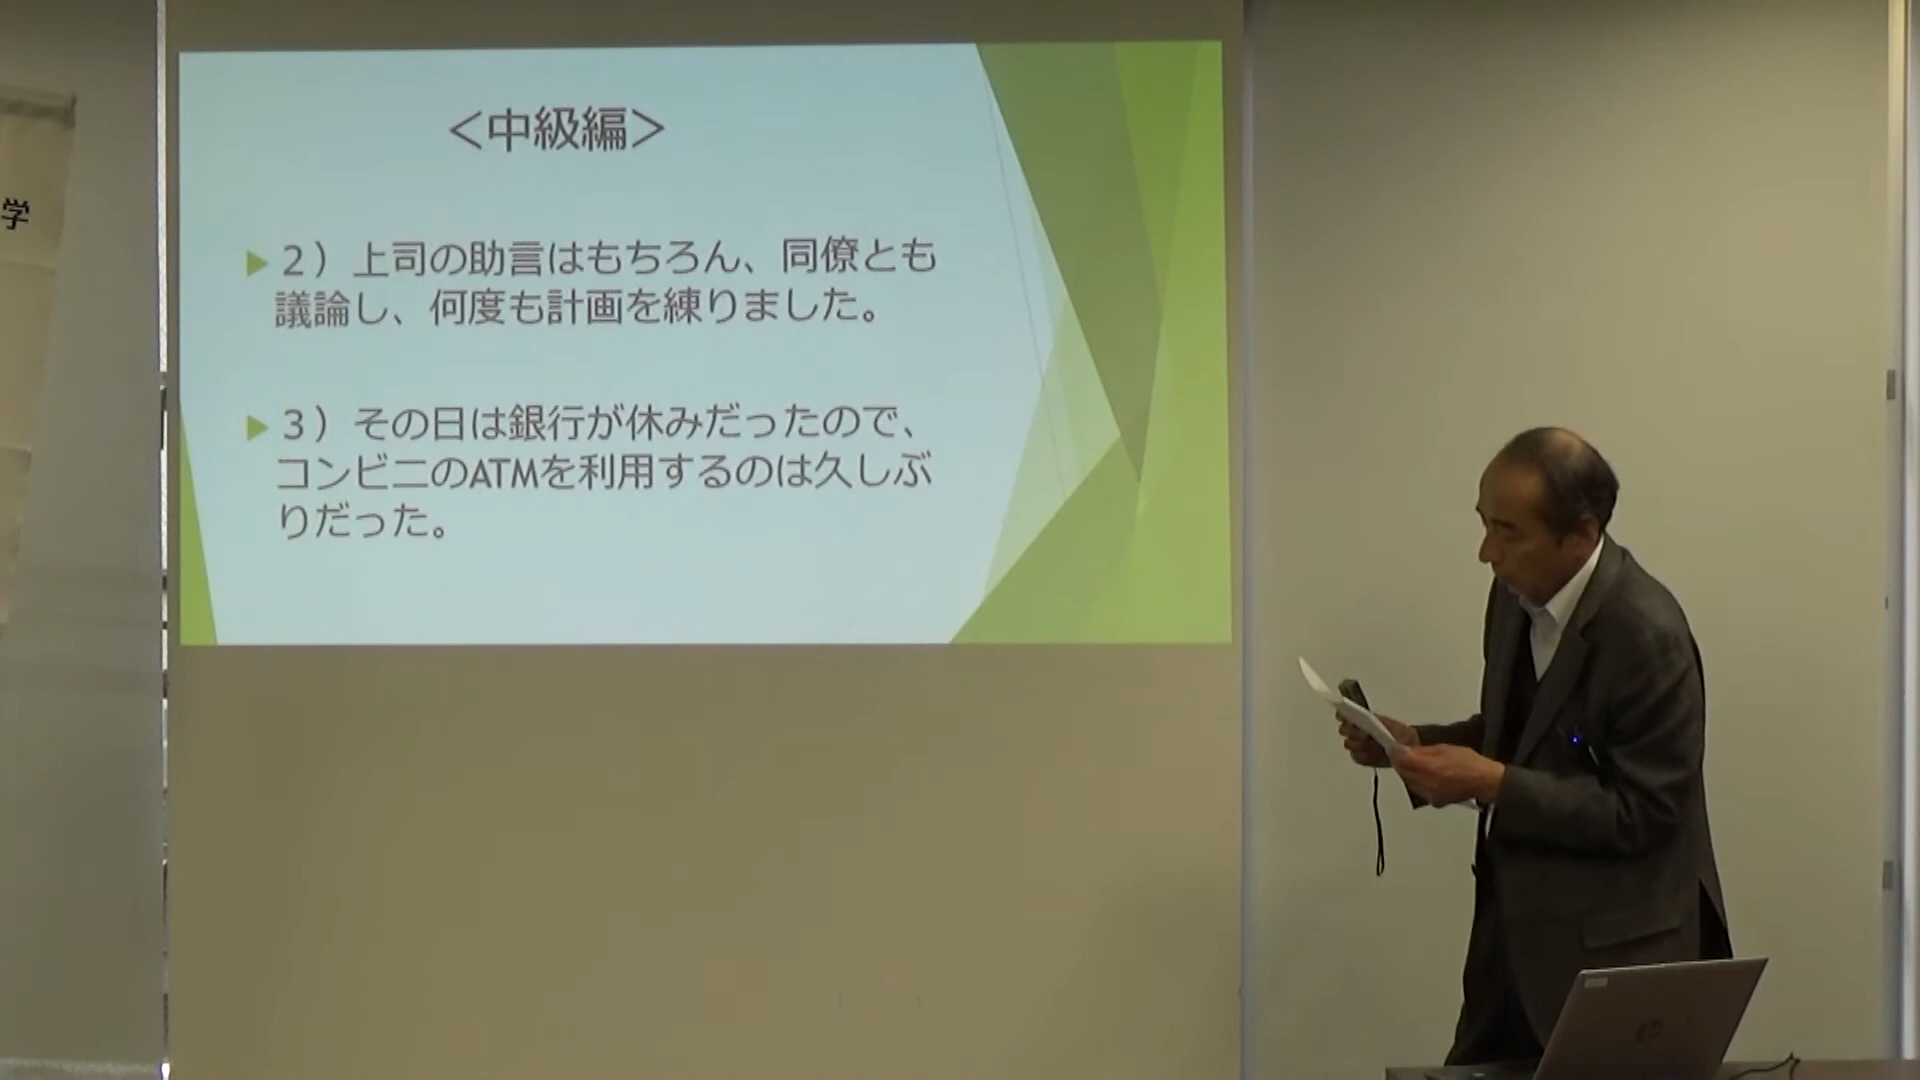 学
＜中級編＞
２）上司の助言はもちろん、同僚とも
議論し、何度も計画を練りました。
３）その日は銀行が休みだったので、
コンビニのATMを利用するのは久しぶ
りだった。